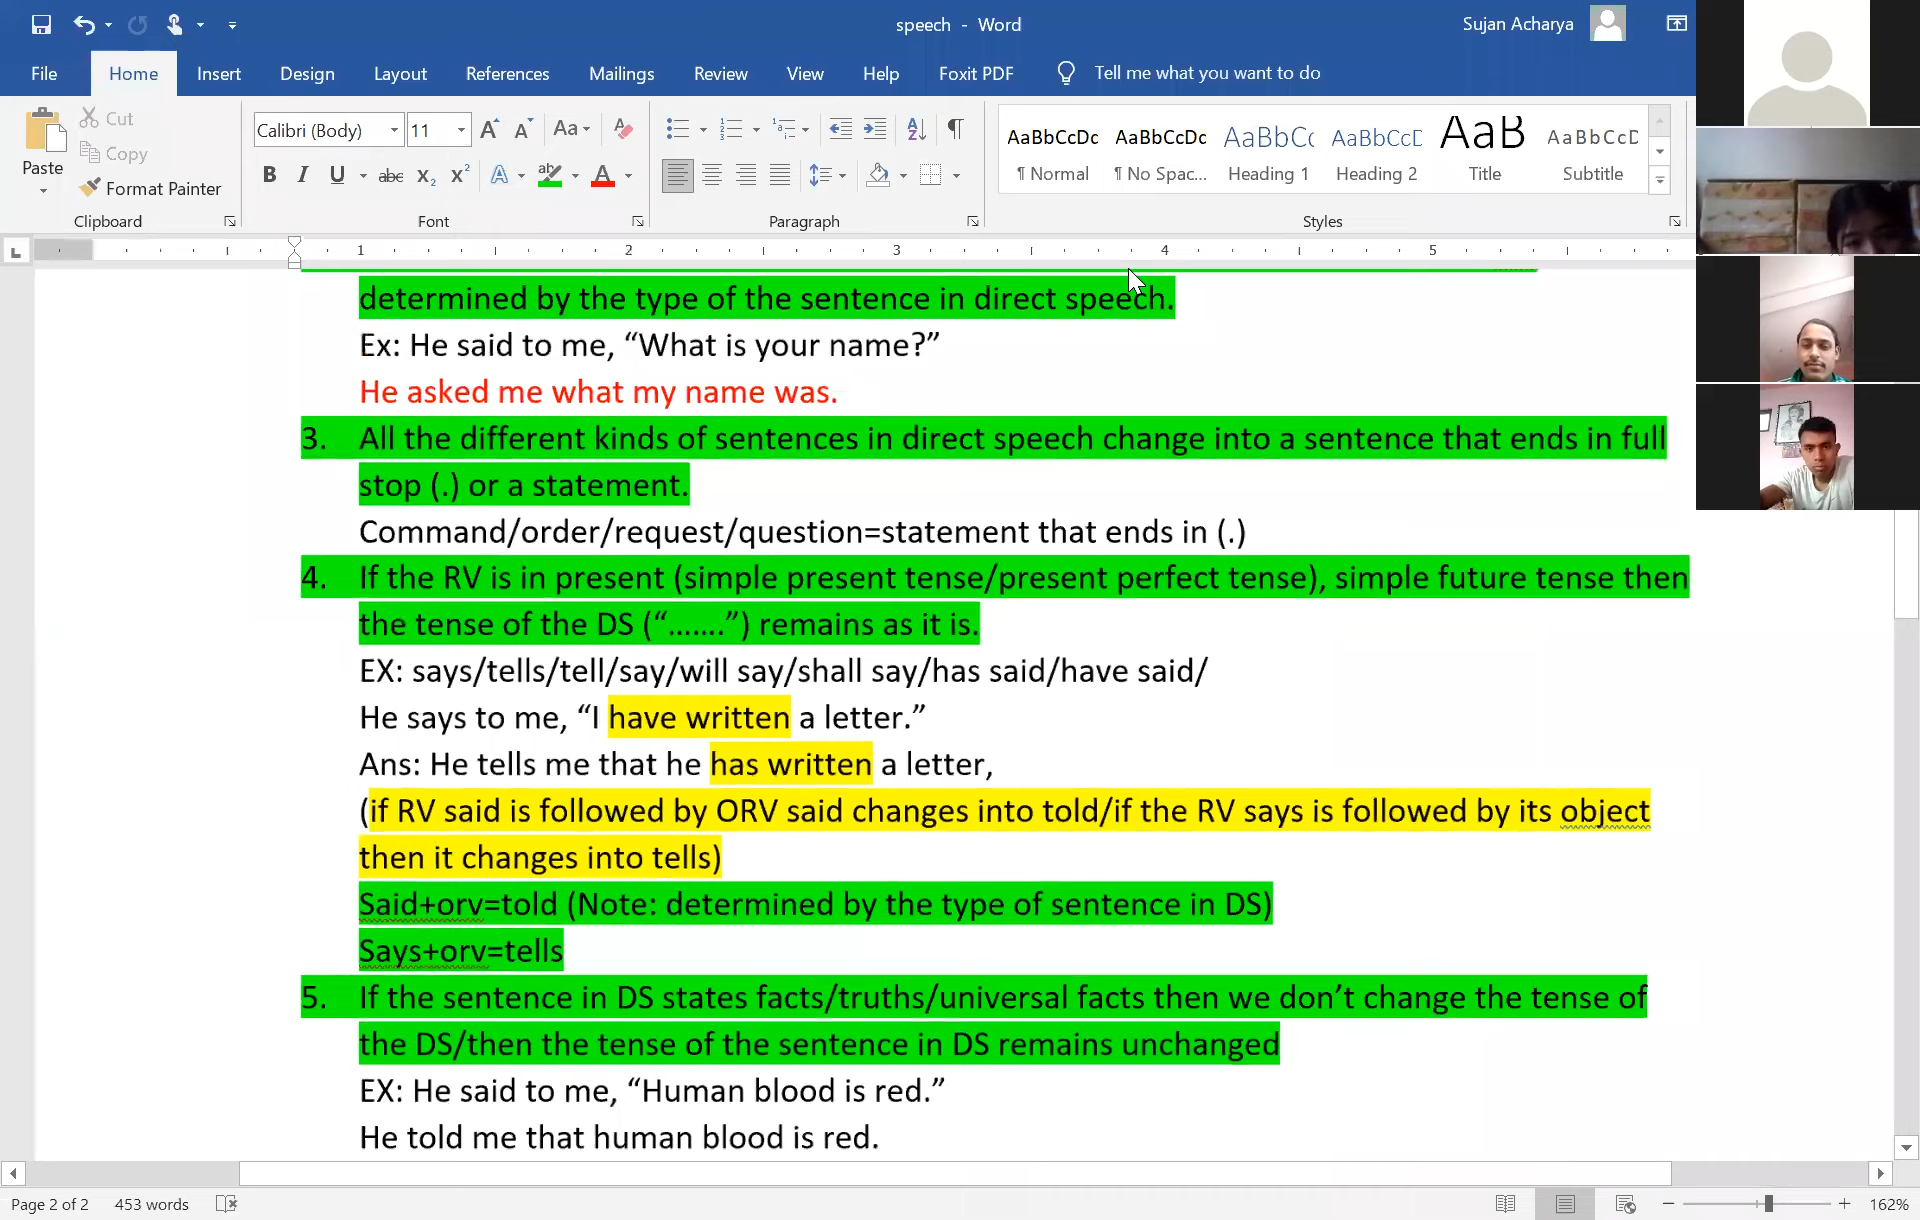 speech - Word
Sujan Acharya
File Home Insert Design Layout References Mailings Review View Help Foxit PDF Tell me what you want to do
Paste
Cut
Copy
Format Painter
Clipboard
Calibri (Body) 11
Font
Paragraph
AaBbCcDc AaBbCcDc AaBbC( AaBbCcD AaB AaBbCcD
¶ Normal ¶ No Spac... Heading 1 Heading 2 Title Subtitle
Styles
1 2 3 4 5
determined by the type of the sentence in direct speech.
Ex: He said to me, “What is your name?”
He asked me what my name was.
3. All the different kinds of sentences in direct speech change into a sentence that ends in full
stop (.) or a statement.
Command/order/request/question=statement that ends in (.)
4. If the RV is in present (simple present tense/present perfect tense), simple future tense then
the tense of the DS (“.......”) remains as it is.
EX: says/tells/tell/say/will say/shall say/has said/have said/
He says to me, “I have written a letter.”
Ans: He tells me that he has written a letter,
(if RV said is followed by ORV said changes into told/if the RV says is followed by its object
then it changes into tells)
Said+orv=told (Note: determined by the type of sentence in DS)
Says+orv=tells
5. If the sentence in DS states facts/truths/universal facts then we don’t change the tense of
the DS/then the tense of the sentence in DS remains unchanged
EX: He said to me, “Human blood is red.”
He told me that human blood is red.
Page 2 of 2 453 words 162%